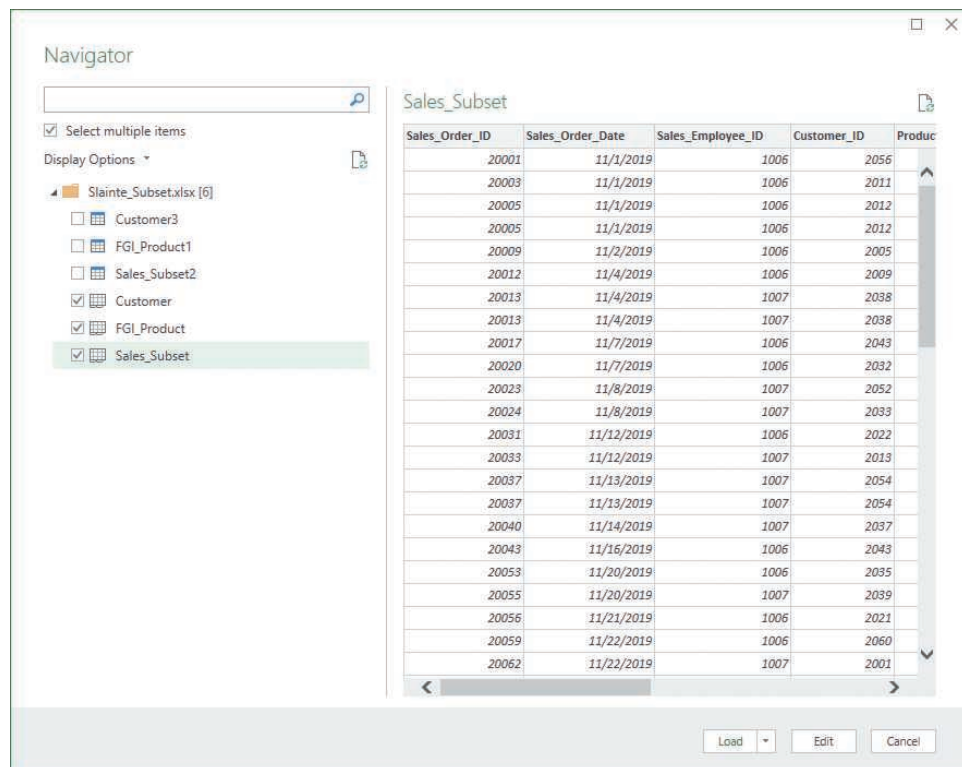 Navigator
Select multiple items
Display Options
Slainte_Subset.xlsx [6]
Customer3
FGI_Product1
Sales_Subset2
Customer
FGI_Product
Sales_Subset
Sales_Subset
Sales_Order_ID Sales_Order_Date Sales_Employee_ID Customer_ID Produc
20001 11/1/2019 1006 2056
20003 11/1/2019 1006 2011
20005 11/1/2019 1006 2012
20005 11/1/2019 1006 2012
20009 11/2/2019 1006 2005
20012 11/4/2019 1006 2009
20013 11/4/2019 1007 2038
20013 11/4/2019 1007 2038
20017 11/7/2019 1006 2043
20020 11/7/2019 1006 2032
20023 11/8/2019 1007 2052
20024 11/8/2019 1007 2033
20031 11/12/2019 1006 2022
20033 11/12/2019 1007 2013
20037 11/13/2019 1007 2054
20037 11/13/2019 1007 2054
20040 11/14/2019 1007 2037
20043 11/16/2019 1006 2043
20053 11/20/2019 1006 2035
20055 11/20/2019 1007 2039
20056 11/21/2019 1006 2021
20059 11/22/2019 1006 2060
20062 11/22/2019 1007 2001
Load Edit Cancel